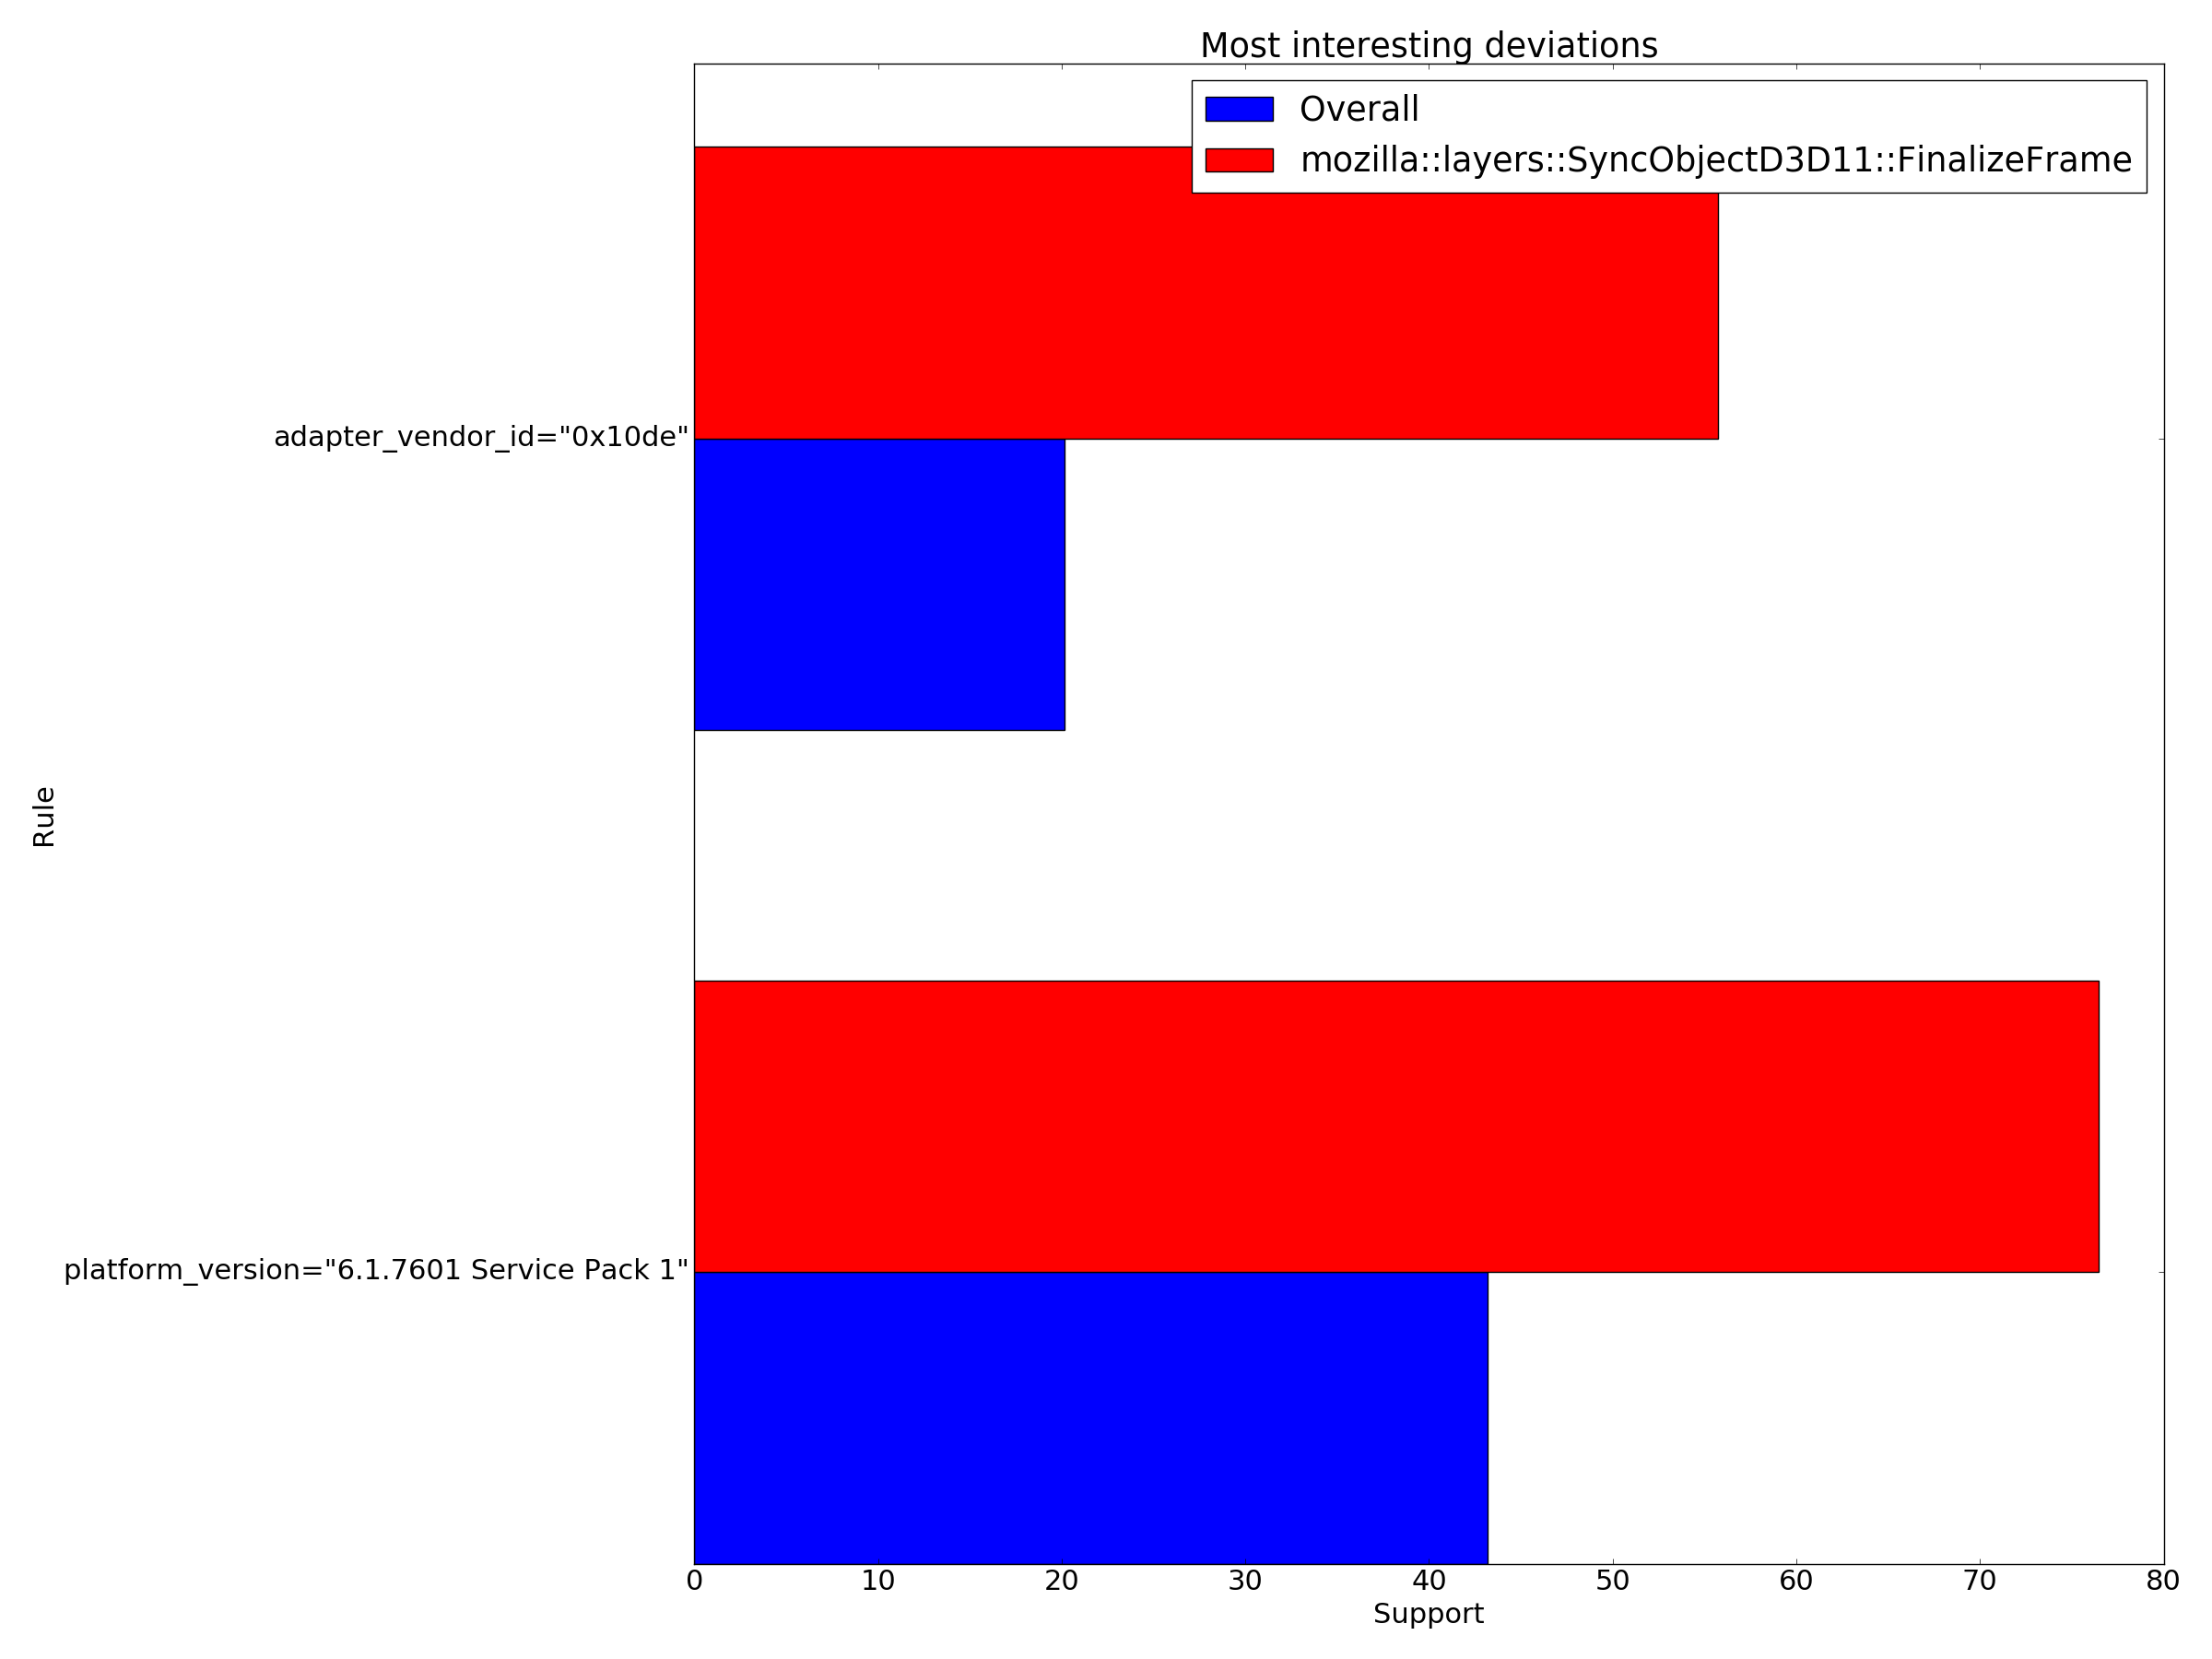 Most interesting deviations
Overall
mozilla::layers::SyncObjectD3D11::FinalizeFrame
adapter_vendor_id="0x10de"
Rule
platform_version="6.1.7601 Service Pack 1"
0 10 20 30 40 50 60 70 80
Support